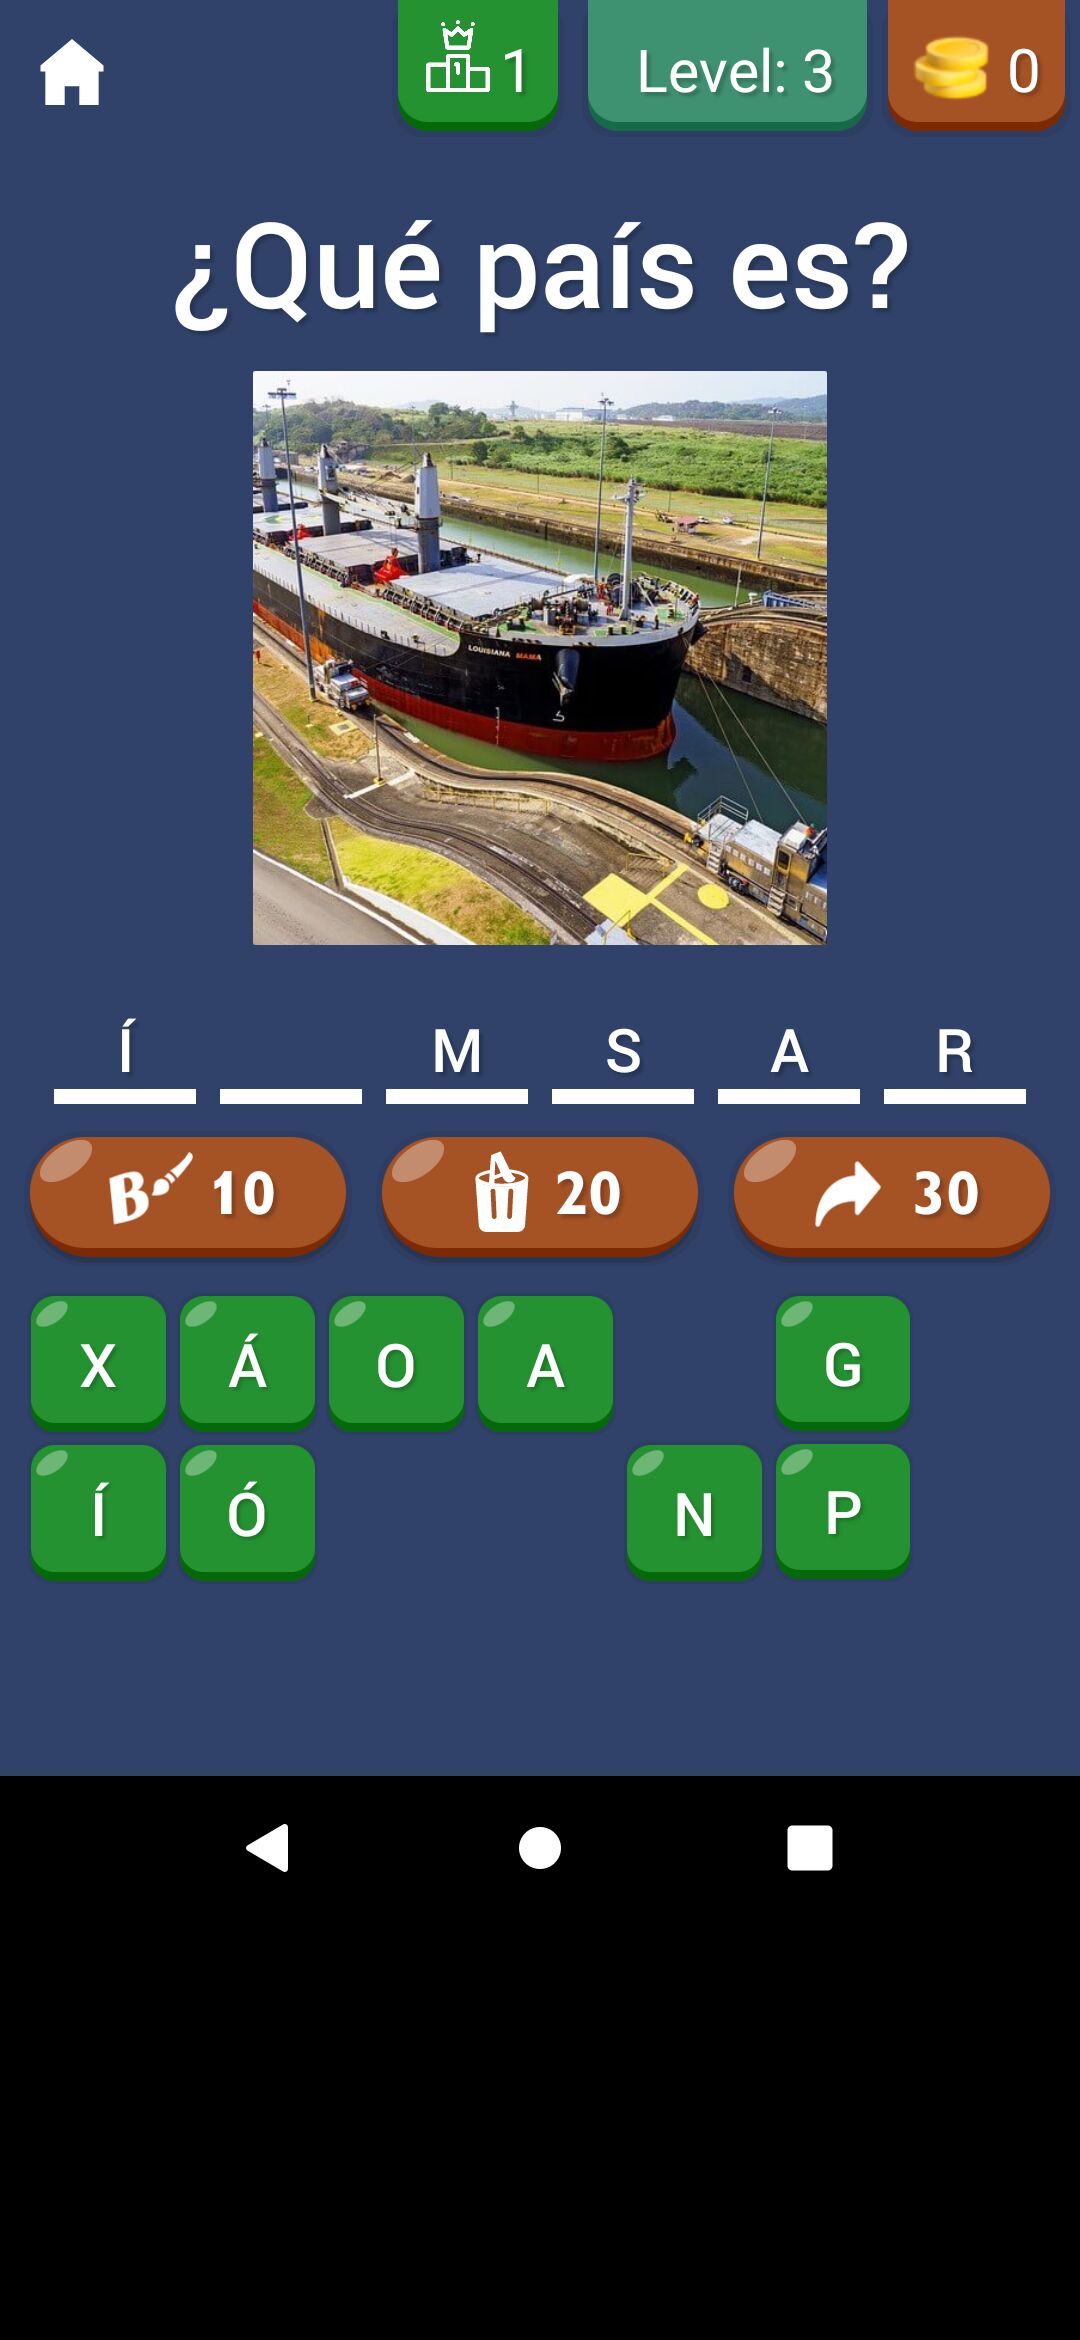 1 Level: 3 0
¿Qué país es?
LOUISIANA MAMA
Í M S A R
B 10 20 30
X Á O A G
Í Ó N P